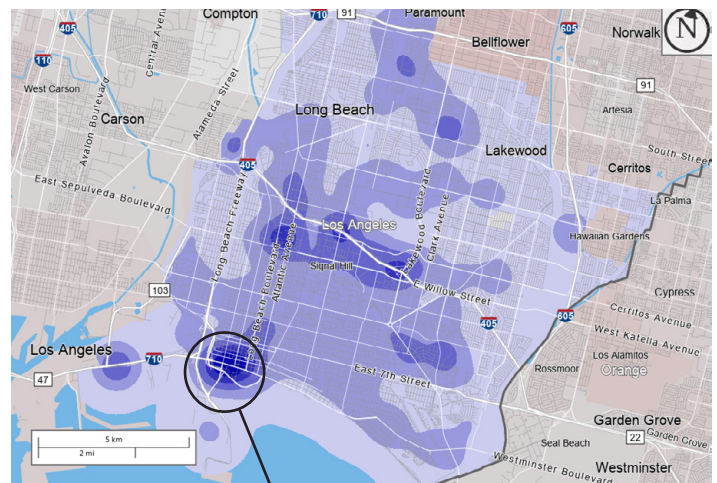 Compton
710
91
Paramount
Bellflower
605
Norwalk
N
405
110
Central Avenue
West Carson
Carson
Avalon Boulevard
Alameda Street
Long Beach
91
Artesia
Lakewood
South Street
Cerritos
405
East Sepulveda Boulevard
La Palma
Long Beach Freeway
Los Angeles
Lakewood Boulevard
Clark Avenue
Hawaiian Gardens
Signal Hill
Long Beach Boulevard
Atlantic Avenue
E Willow Street
103
Cypress
405
605
Cerritos Avenue
West Katella Avenue
Los Angeles
710
Los Alamitos
Rossmoor
Orange
47
East 7th Street
Garden Grove
22
Garden Grove
Seal Beach
5 km
2 mi
Westminster Boulevard
Westminster